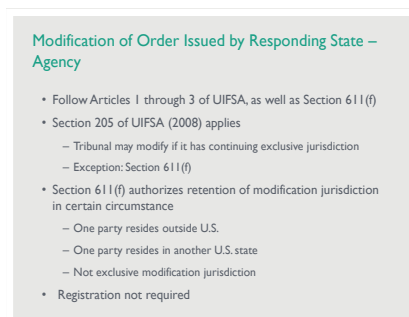 Modification of Order Issued by Responding State –
Agency
• Follow Articles 1 through 3 of UIFSA, as well as Section 611(f)
• Section 205 of UIFSA (2008) applies
– Tribunal may modify if it has continuing exclusive jurisdiction
– Exception: Section 611(f)
• Section 611(f) authorizes retention of modification jurisdiction
in certain circumstance
– One party resides outside U.S.
– One party resides in another U.S. state
– Not exclusive modification jurisdiction
• Registration not required